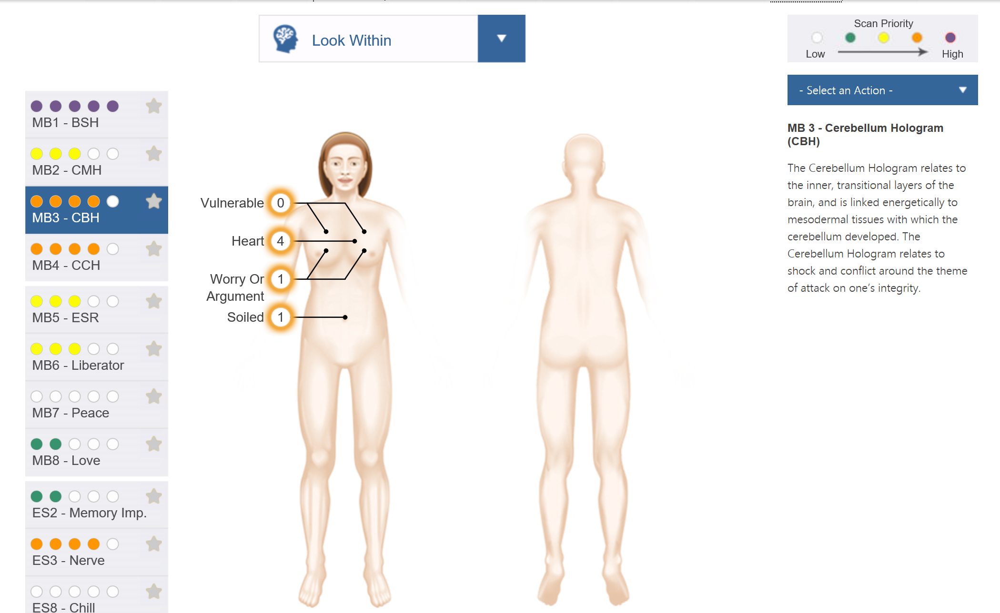 Look Within
Scan Priority
Low
High
- Select an Action -
MB1 - BSH
MB2 - CMH
MB3 - CBH
MB4 - CCH
MB5 - ESR
MB6 - Liberator
MB7 - Peace
MB8 - Love
ES2 - Memory Imp.
ES3 - Nerve
ES8 - Chill
Vulnerable 0
Heart 4
Worry Or 1
Argument
Soiled 1
MB 3 - Cerebellum Hologram
(CBH)
The Cerebellum Hologram relates to
the inner, transitional layers of the
brain, and is linked energetically to
mesodermal tissues with which the
cerebellum developed. The
Cerebellum Hologram relates to
shock and conflict around the theme
of attack on one’s integrity.